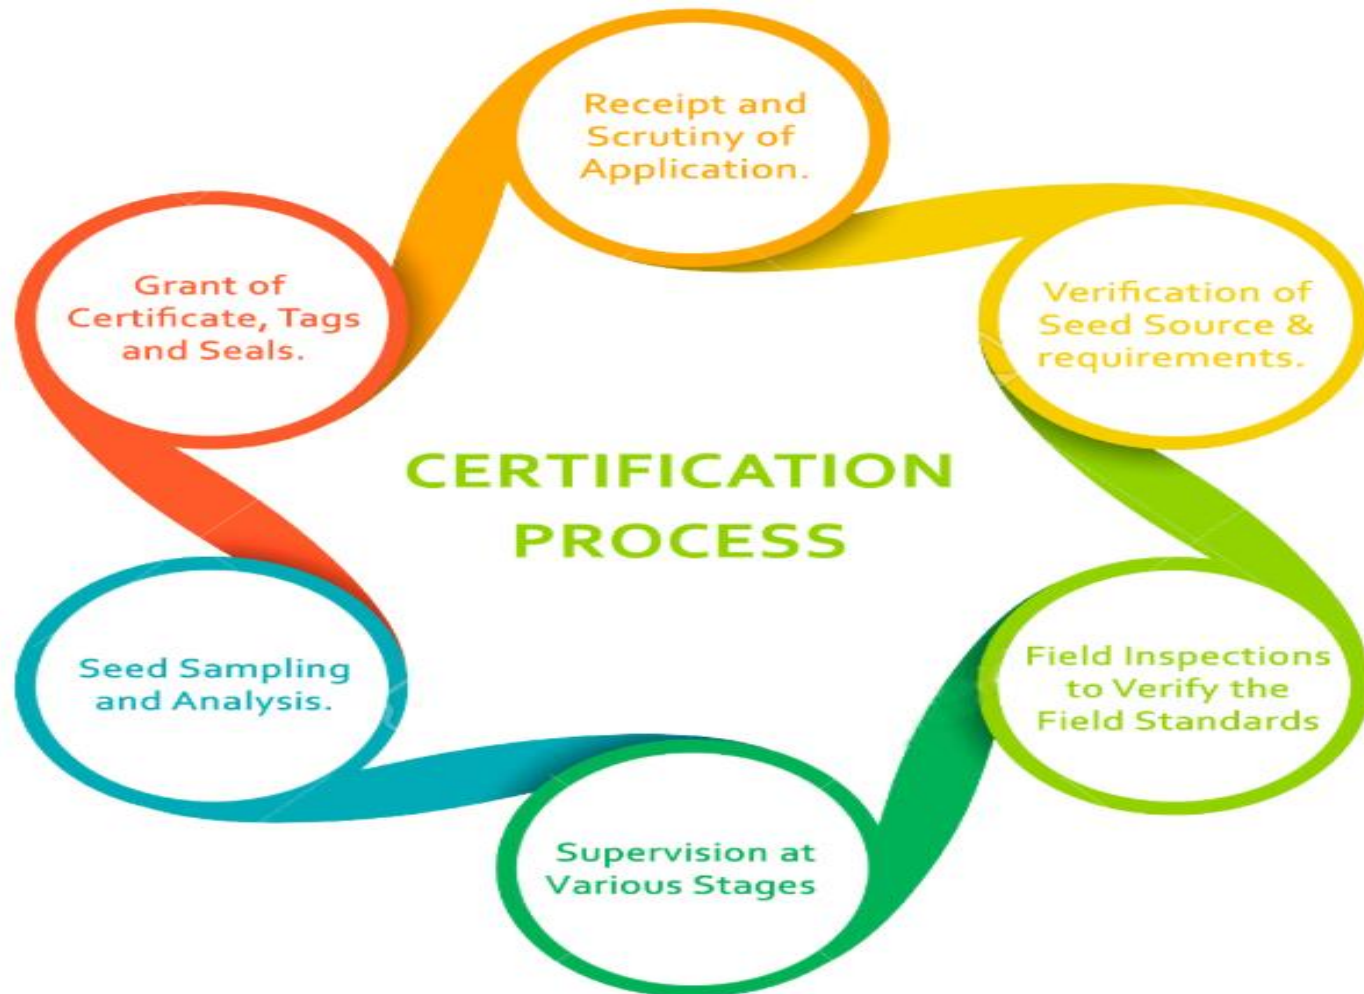 Receipt and
Scrutiny of
Application.
Verification of
Seed Source &
requirements.
Field Inspections
to Verify the
Field Standards
Supervision at
Various Stages
Seed Sampling
and Analysis.
Grant of
Certificate, Tags
and Seals.
CERTIFICATION
PROCESS